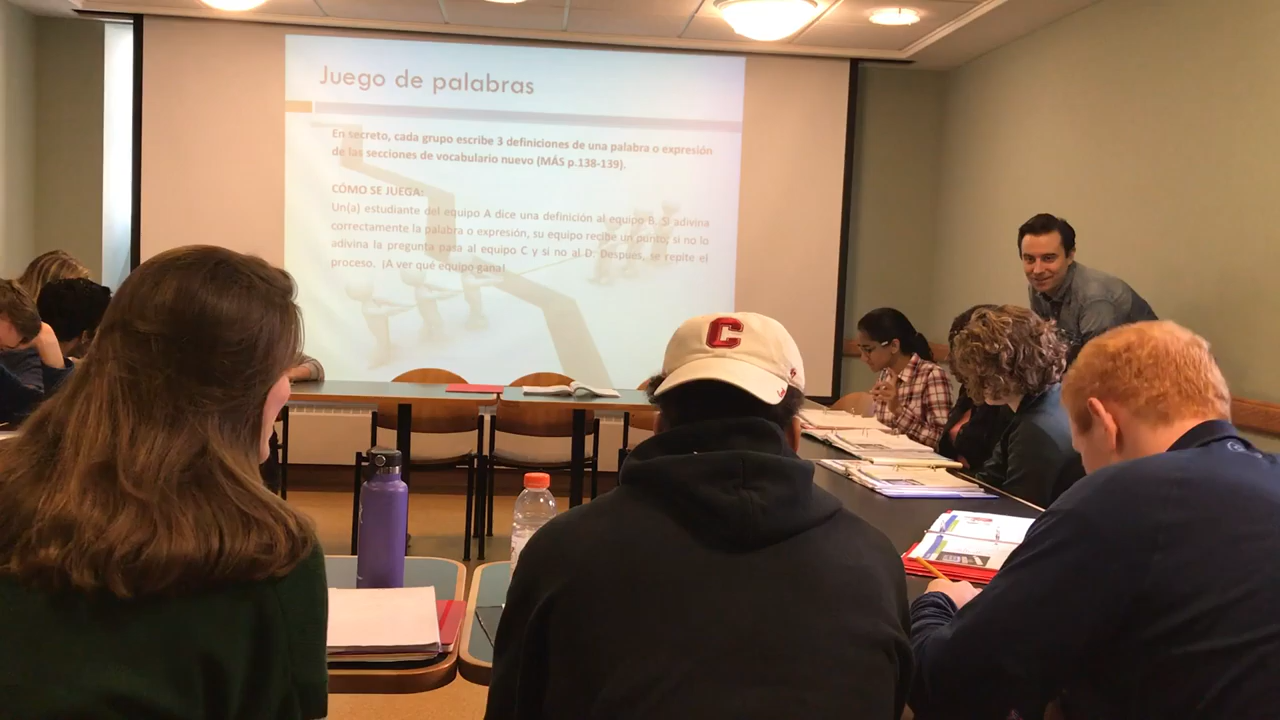 Juego de palabras
En secreto, cada grupo escribe 3 definiciones de una palabra o expresión
de las secciones de vocabulario nuevo (MÁS p.138-139).
CÓMO SE JUEGA:
Un(a) estudiante del equipo A dice una definición al equipo B. Si adivina
correctamente la palabra o expresión, su equipo recibe un punto; si no lo
adivina la pregunta pasa al equipo C y si no al D. Después, se repite el
proceso. ¡A ver qué equipo gana!
C